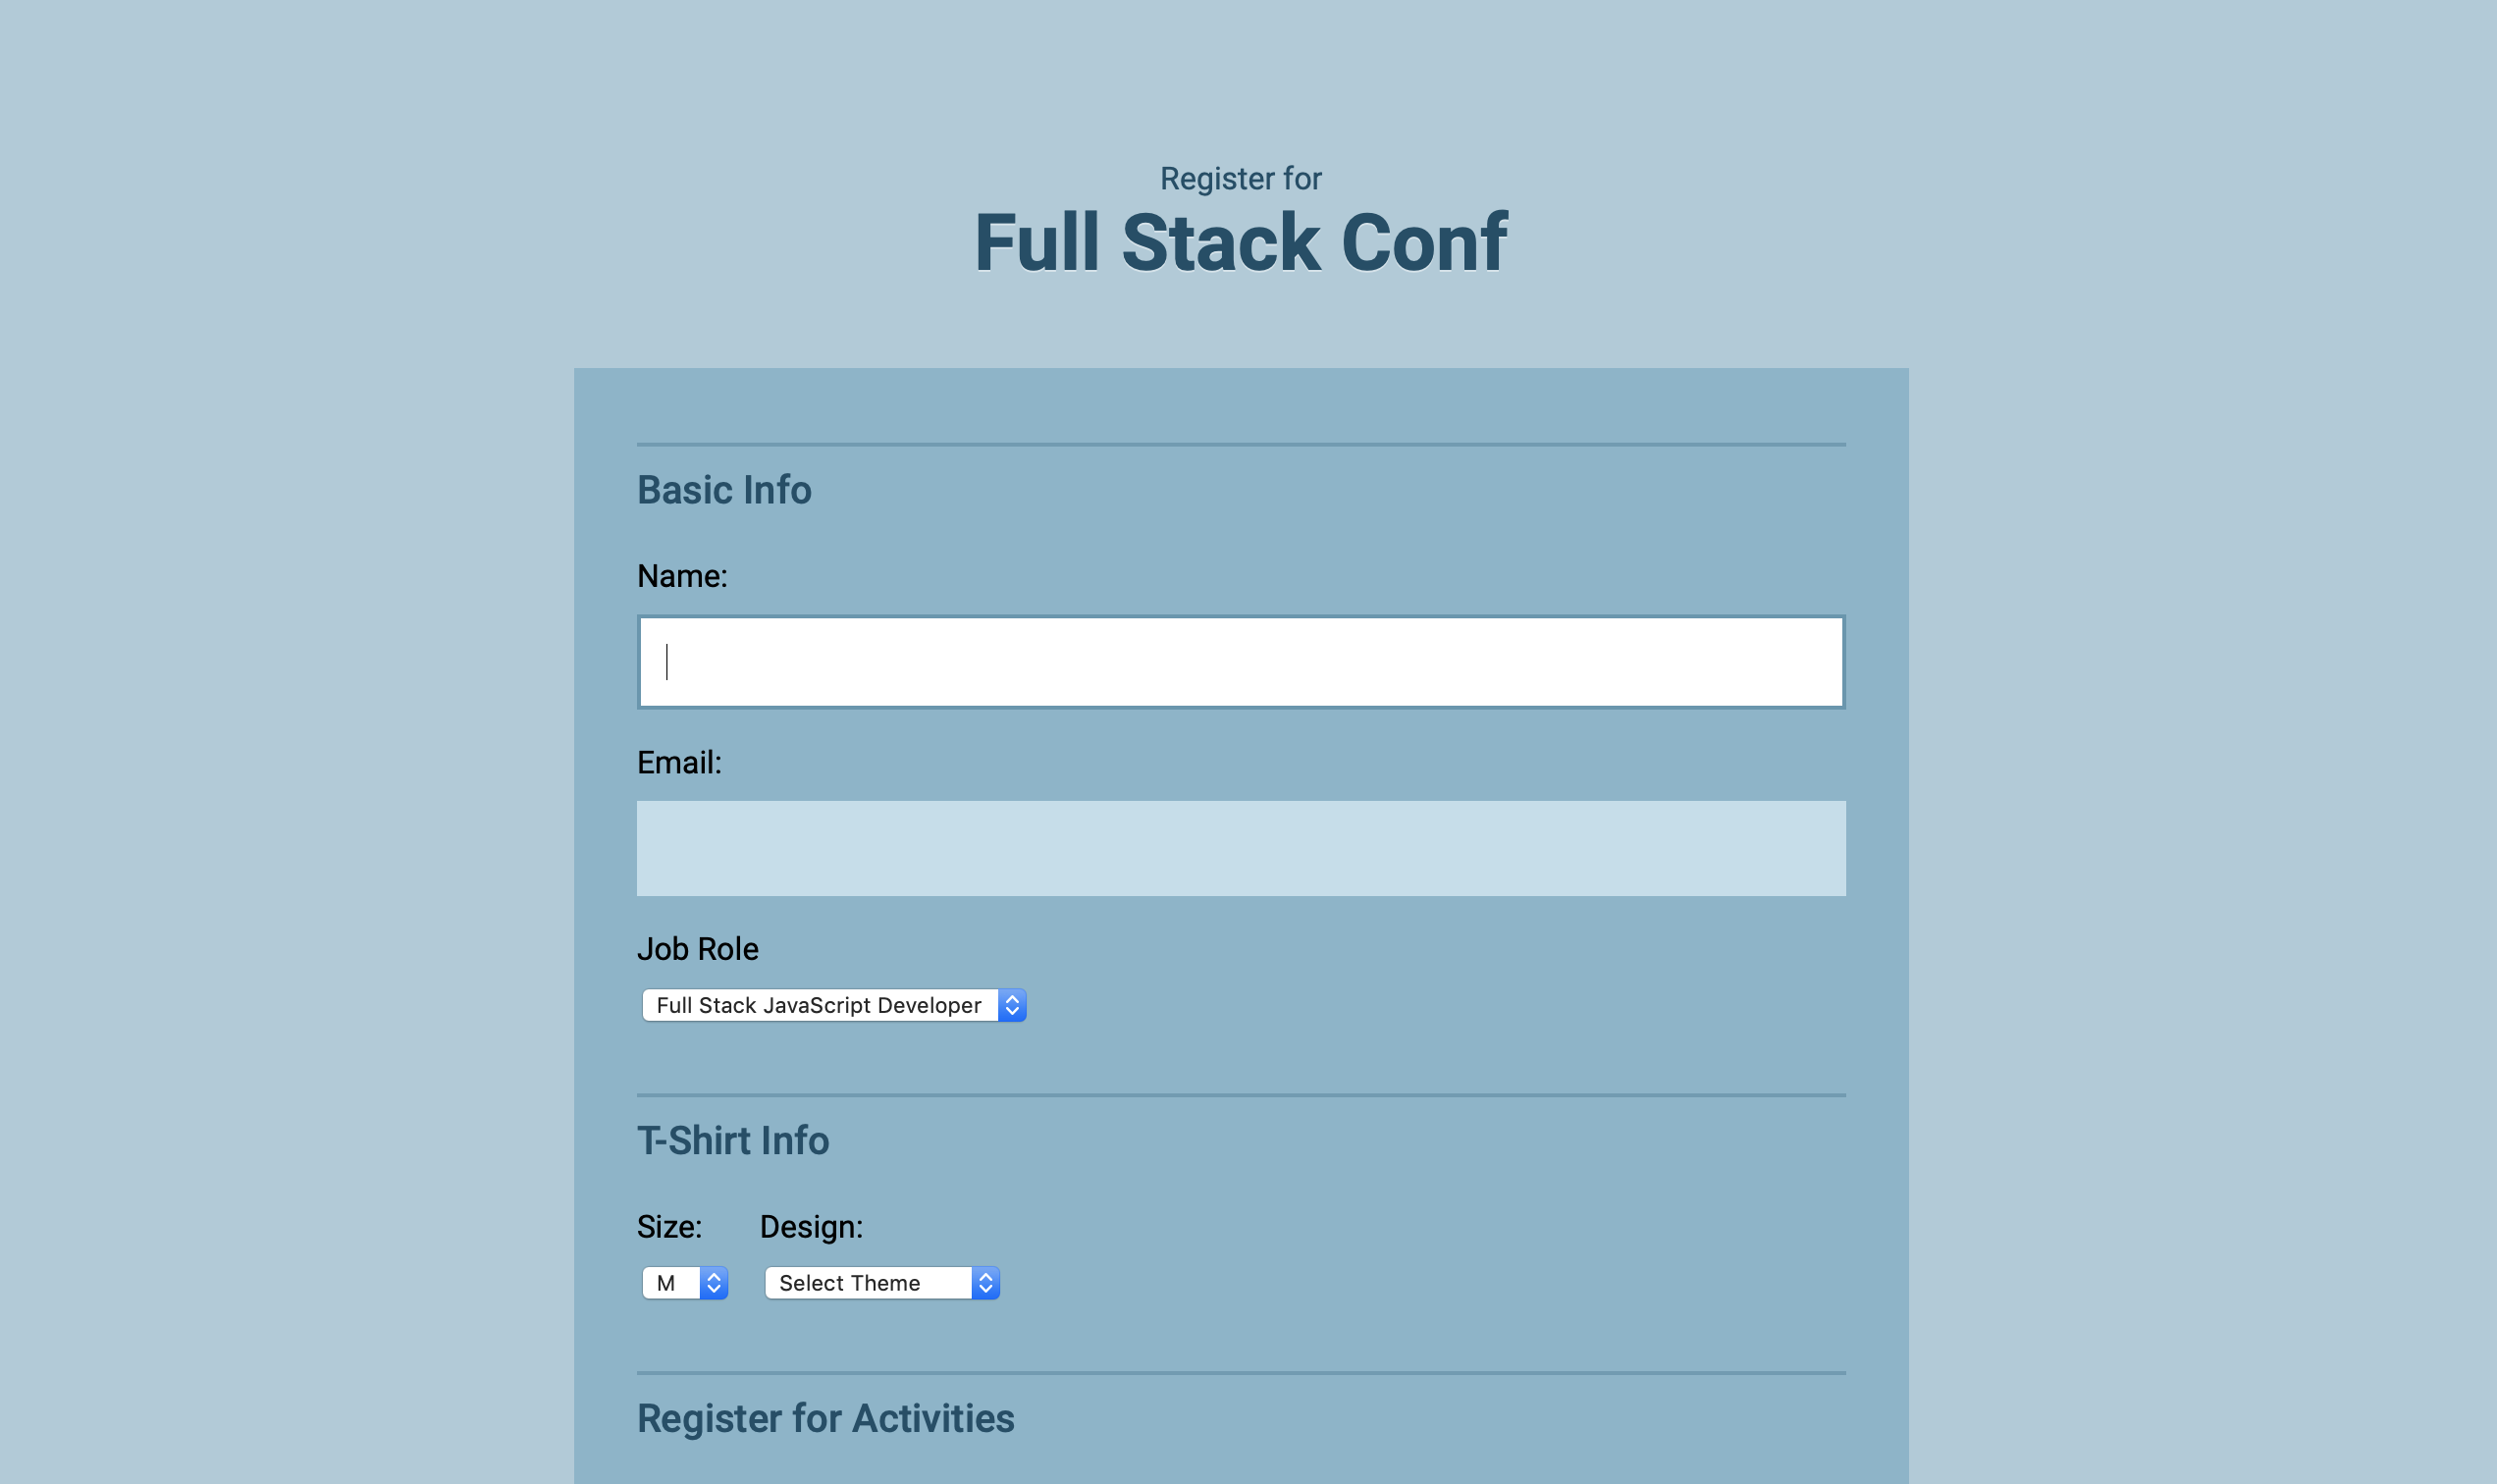 Register for
Full Stack Conf
Basic Info
Name:
Email:
Job Role
Full Stack JavaScript Developer
T-Shirt Info
Size: Design:
M Select Theme
Register for Activities